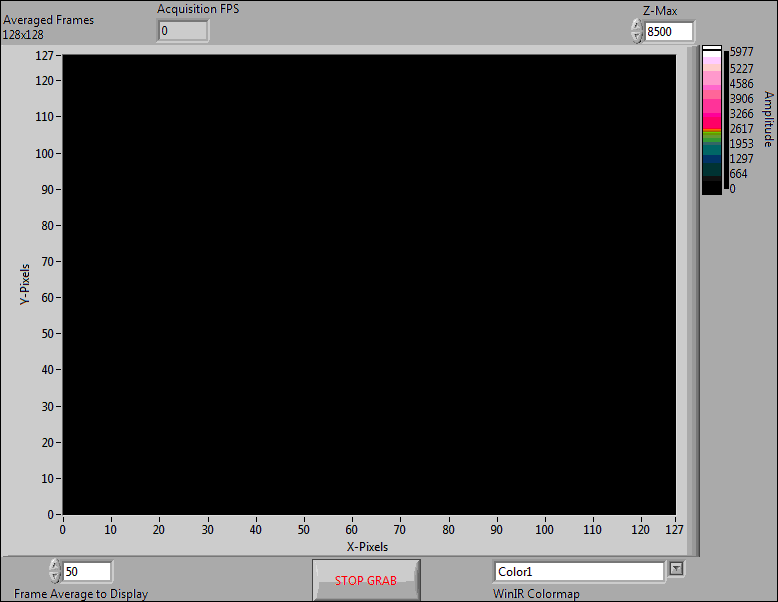 Averaged Frames
128x128
Acquisition FPS
0
Z-Max
8500
127
120
110
100
90
80
70
60
50
40
30
20
10
0
Y-Pixels
0 10 20 30 40 50 60 70 80 90 100 110 120 127
X-Pixels
5977
5227
4586
3906
3266
2617
1953
1297
664
0
Amplitude
50
Frame Average to Display
STOP GRAB
Color1
WinIR Colormap